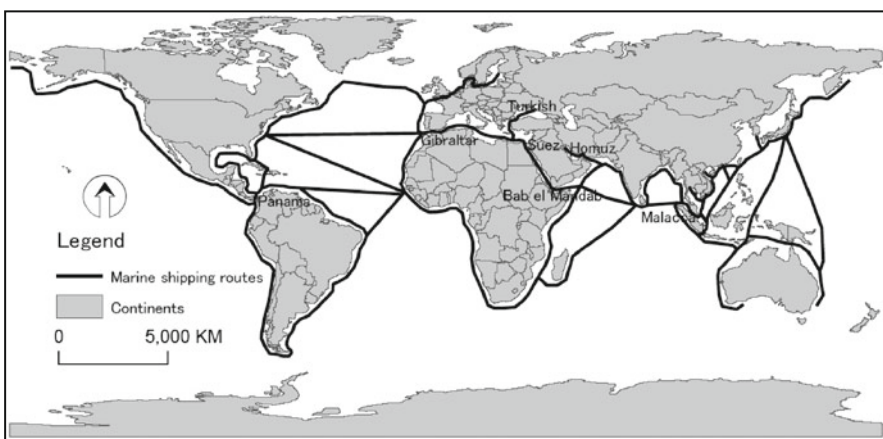 Turkish
Gibraltar
Suez
Homuz
Bab el Mandab
Panama
Malacca
Legend
Marine shipping routes
Continents
0 5,000 KM